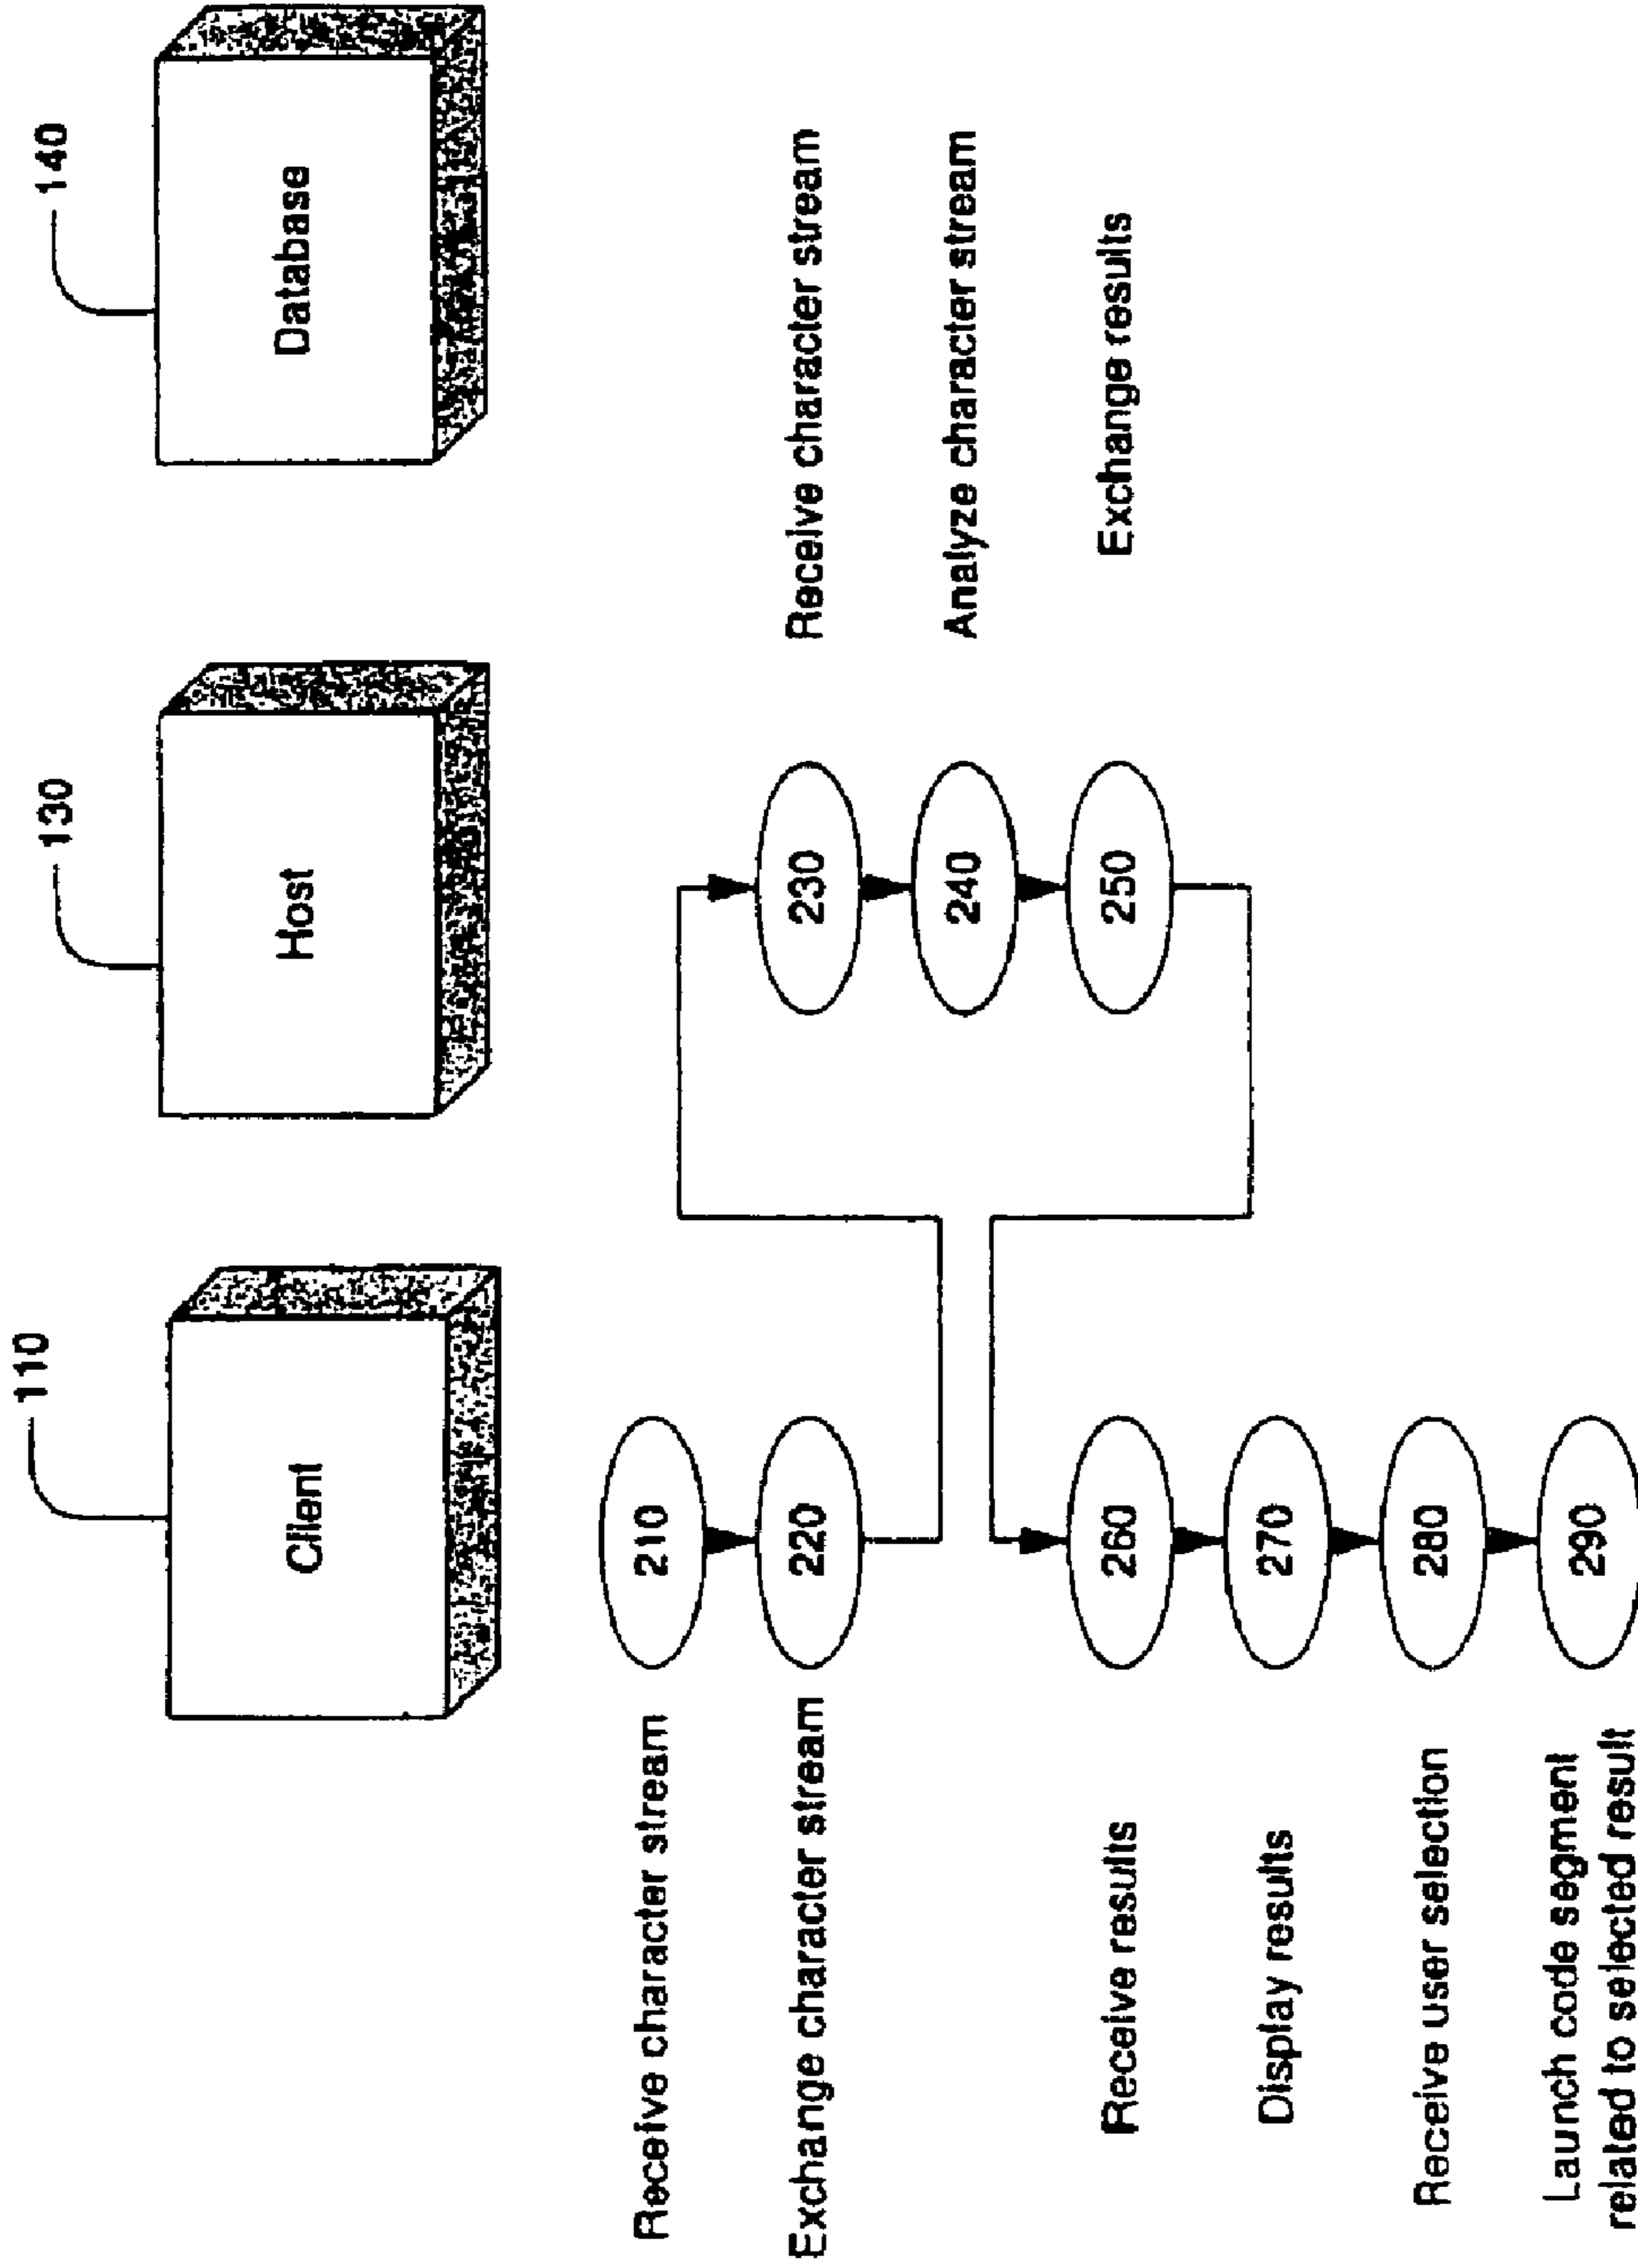 110
130
140
Client
Host
Database
Receive character stream
210
Exchange character stream
220
230
Receive character stream
240
Analyze character stream
250
Exchange results
Receive results
260
Display results
270
Receive user selection
280
Launch code segment
related to selected result
290